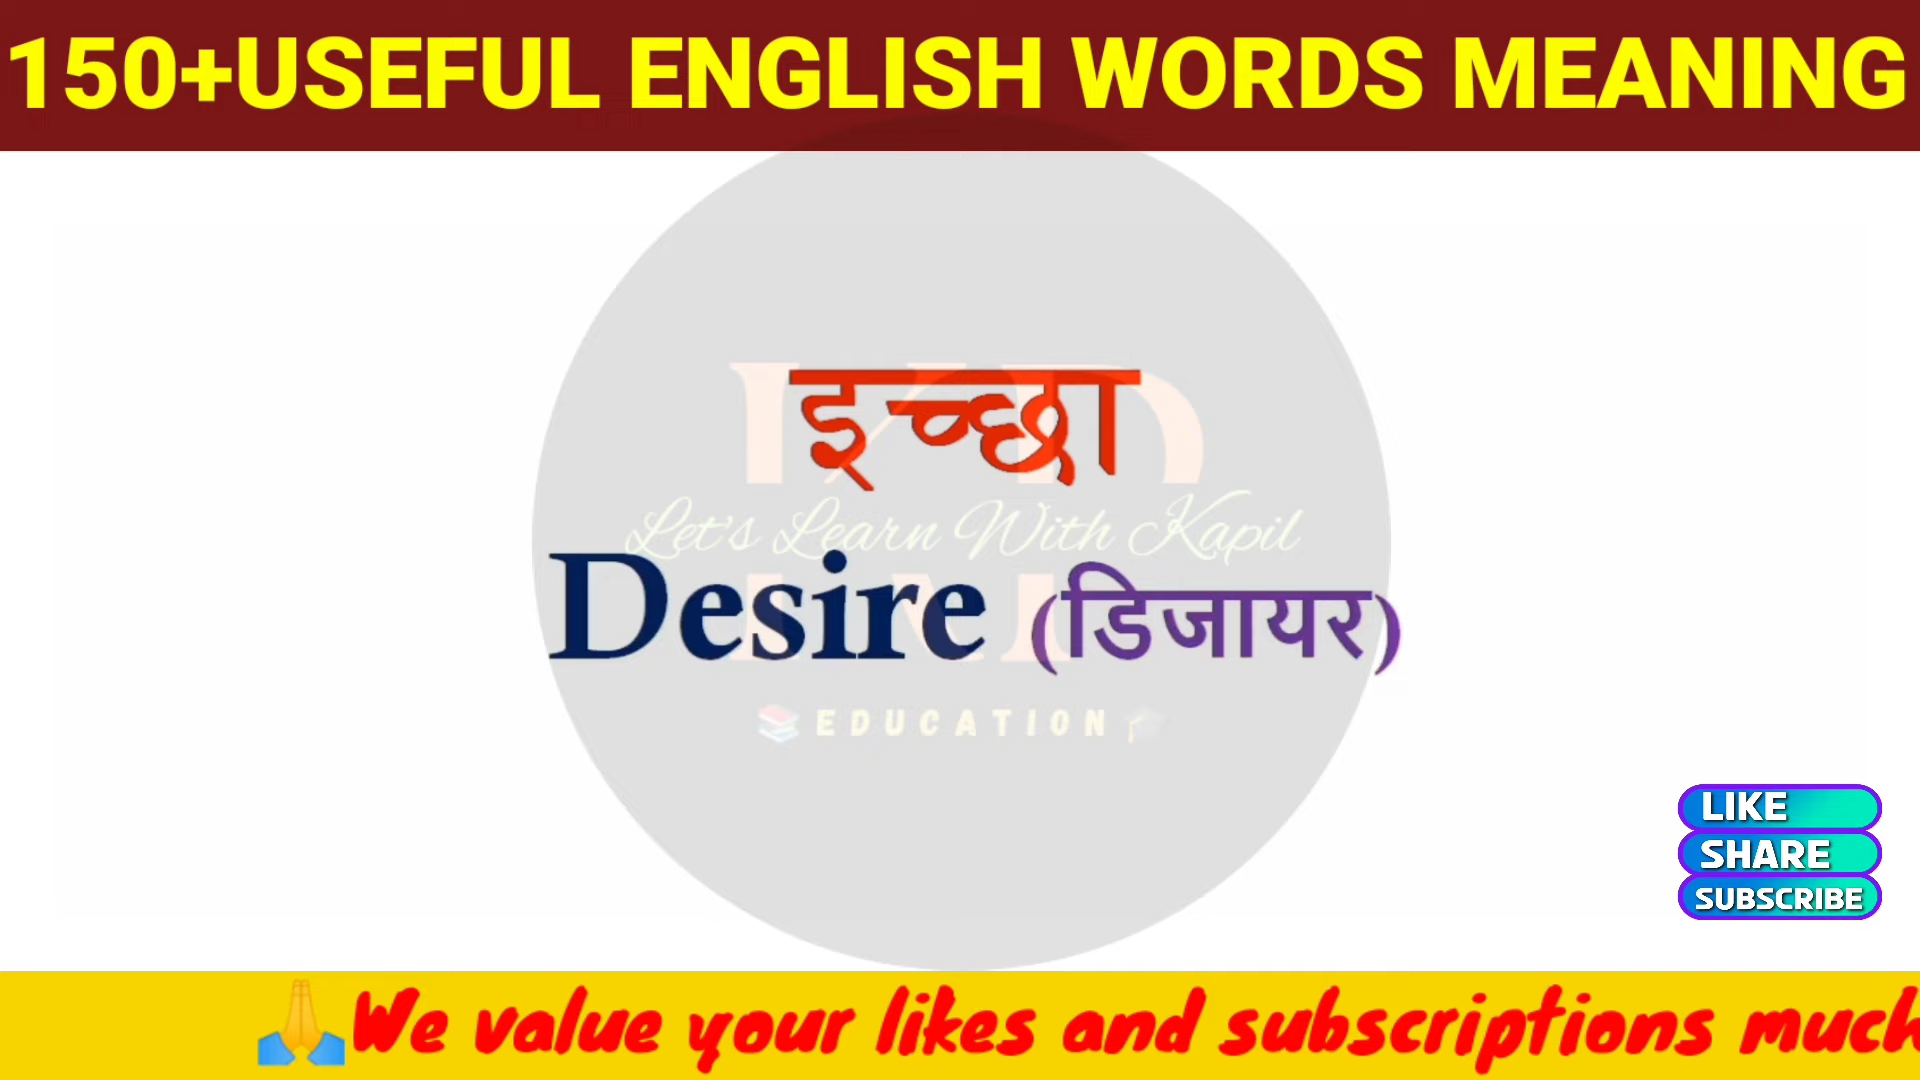 150+USEFUL ENGLISH WORDS MEANING
इच्छा
Let's Learn With Kapil
Desire (डिजायर)
EDUCATION
LIKE
SHARE
SUBSCRIBE
We value your likes and subscriptions much